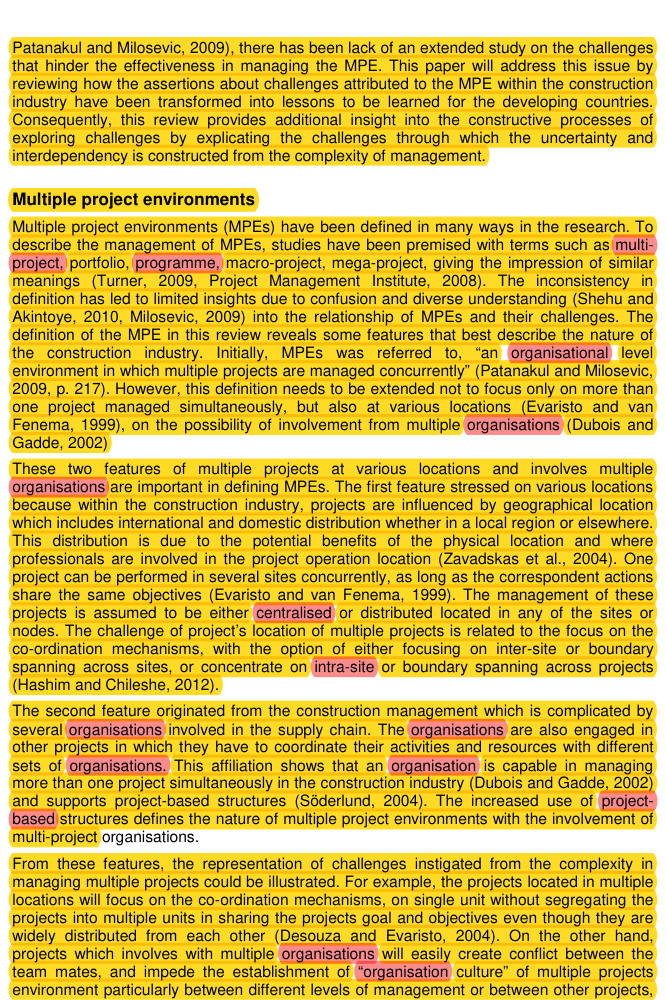 Patanakul and Milosevic, 2009), there has been lack of an extended study on the challenges
that hinder the effectiveness in managing the MPE. This paper will address this issue by
reviewing how the assertions about challenges attributed to the MPE within the construction
industry have been transformed into lessons to be learned for the developing countries.
Consequently, this review provides additional insight into the constructive processes of
exploring challenges by explicating the challenges through which the uncertainty and
interdependency is constructed from the complexity of management.
Multiple project environments
Multiple project environments (MPEs) have been defined in many ways in the research. To
describe the management of MPEs, studies have been premised with terms such as multi-
project, portfolio, programme, macro-project, mega-project, giving the impression of similar
meanings (Turner, 2009, Project Management Institute, 2008). The inconsistency in
definition has led to limited insights due to confusion and diverse understanding (Shehu and
Akintoye, 2010, Milosevic, 2009) into the relationship of MPEs and their challenges. The
definition of the MPE in this review reveals some features that best describe the nature of
the construction industry. Initially, MPEs was referred to, “an organisational level
environment in which multiple projects are managed concurrently” (Patanakul and Milosevic,
2009, p. 217). However, this definition needs to be extended not to focus only on more than
one project managed simultaneously, but also at various locations (Evaristo and van
Fenema, 1999), on the possibility of involvement from multiple organisations (Dubois and
Gadde, 2002)
These two features of multiple projects at various locations and involves multiple
organisations are important in defining MPEs. The first feature stressed on various locations
because within the construction industry, projects are influenced by geographical location
which includes international and domestic distribution whether in a local region or elsewhere.
This distribution is due to the potential benefits of the physical location and where
professionals are involved in the project operation location (Zavadskas et al., 2004). One
project can be performed in several sites concurrently, as long as the correspondent actions
share the same objectives (Evaristo and van Fenema, 1999). The management of these
projects is assumed to be either centralised or distributed located in any of the sites or
nodes. The challenge of project’s location of multiple projects is related to the focus on the
co-ordination mechanisms, with the option of either focusing on inter-site or boundary
spanning across sites, or concentrate on intra-site or boundary spanning across projects
(Hashim and Chileshe, 2012).
The second feature originated from the construction management which is complicated by
several organisations involved in the supply chain. The organisations are also engaged in
other projects in which they have to coordinate their activities and resources with different
sets of organisations. This affiliation shows that an organisation is capable in managing
more than one project simultaneously in the construction industry (Dubois and Gadde, 2002)
and supports project-based structures (Söderlund, 2004). The increased use of project-
based structures defines the nature of multiple project environments with the involvement of
multi-project organisations.
From these features, the representation of challenges instigated from the complexity in
managing multiple projects could be illustrated. For example, the projects located in multiple
locations will focus on the co-ordination mechanisms, on single unit without segregating the
projects into multiple units in sharing the projects goal and objectives even though they are
widely distributed from each other (Desouza and Evaristo, 2004). On the other hand,
projects which involves with multiple organisations will easily create conflict between the
team mates, and impede the establishment of “organisation culture” of multiple projects
environment particularly between different levels of management or between other projects,